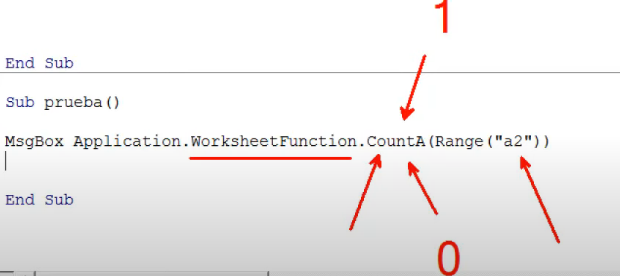 1
End Sub
Sub prueba()
MsgBox Application.WorksheetFunction.CountA(Range("a2"))
End Sub
0